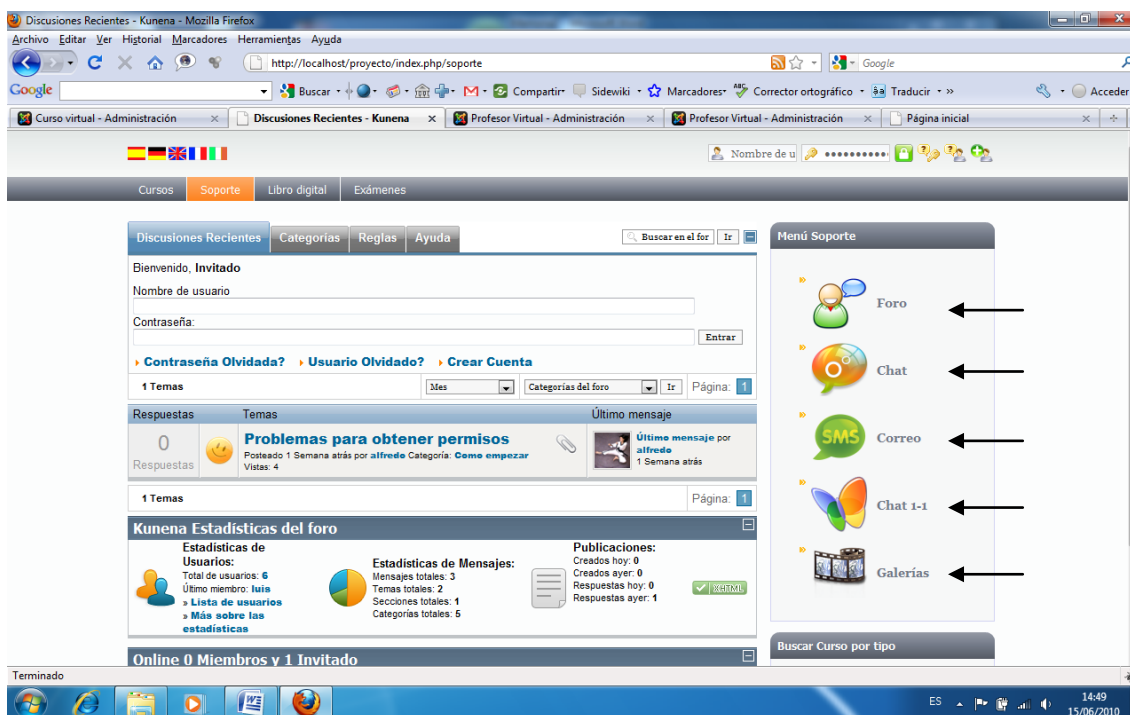 Discusiones Recientes - Kunena - Mozilla Firefox
Archivo Editar Ver Historial Marcadores Herramientas Ayuda
http://localhost/proyecto/index.php/soporte
Google
Google Buscar Compartir Sidewiki Marcadores Corrector ortográfico Traducir Acceder
Curso virtual - Administración
Discusiones Recientes - Kunena
Profesor Virtual - Administración
Profesor Virtual - Administración
Página inicial
Nombre de u
Cursos Soporte Libro digital Exámenes
Discusiones Recientes Categorías Reglas Ayuda
Buscar en el for Ir
Bienvenido, Invitado
Nombre de usuario
Contraseña:
Entrar
Contraseña Olvidada? Usuario Olvidado? Crear Cuenta
1 Temas Mes Categorías del foro Ir Página: 1
Respuestas Temas Último mensaje
0
Respuestas
Problemas para obtener permisos
Posteado 1 Semana atrás por alfredo Categoría: Como empezar
Vistas: 4
Último mensaje por
alfredo
1 Semana atrás
1 Temas Página: 1
Kunena Estadísticas del foro
Estadísticas de
Usuarios:
Total de usuarios: 6
Último miembro: luis
» Lista de usuarios
» Más sobre las
estadísticas
Estadísticas de Mensajes:
Mensajes totales: 3
Temas totales: 2
Secciones totales: 1
Categorías totales: 5
Publicaciones:
Creados hoy: 0
Creados ayer: 0
Respuestas hoy: 0
Respuestas ayer: 1
XHTML
Online 0 Miembros y 1 Invitado
Menú Soporte
Foro
Chat
SMS Correo
Chat 1-1
Galerías
Buscar Curso por tipo
Terminado
ES
14:49
15/06/2010